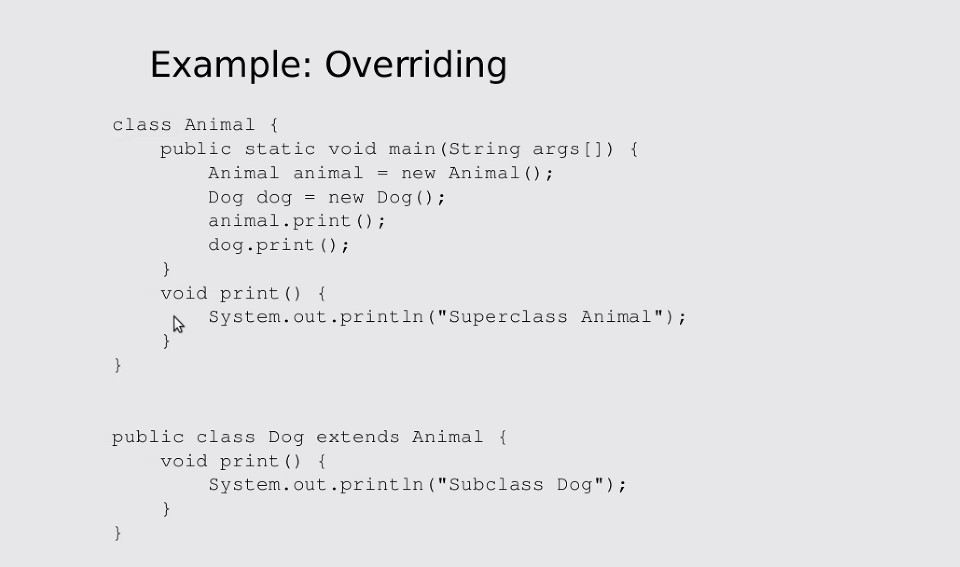 Example: Overriding
class Animal {
    public static void main(String args[]) {
        Animal animal = new Animal();
        Dog dog = new Dog();
        animal.print();
        dog.print();
    }
    void print() {
        System.out.println("Superclass Animal");
    }
}
public class Dog extends Animal {
    void print() {
        System.out.println("Subclass Dog");
    }
}